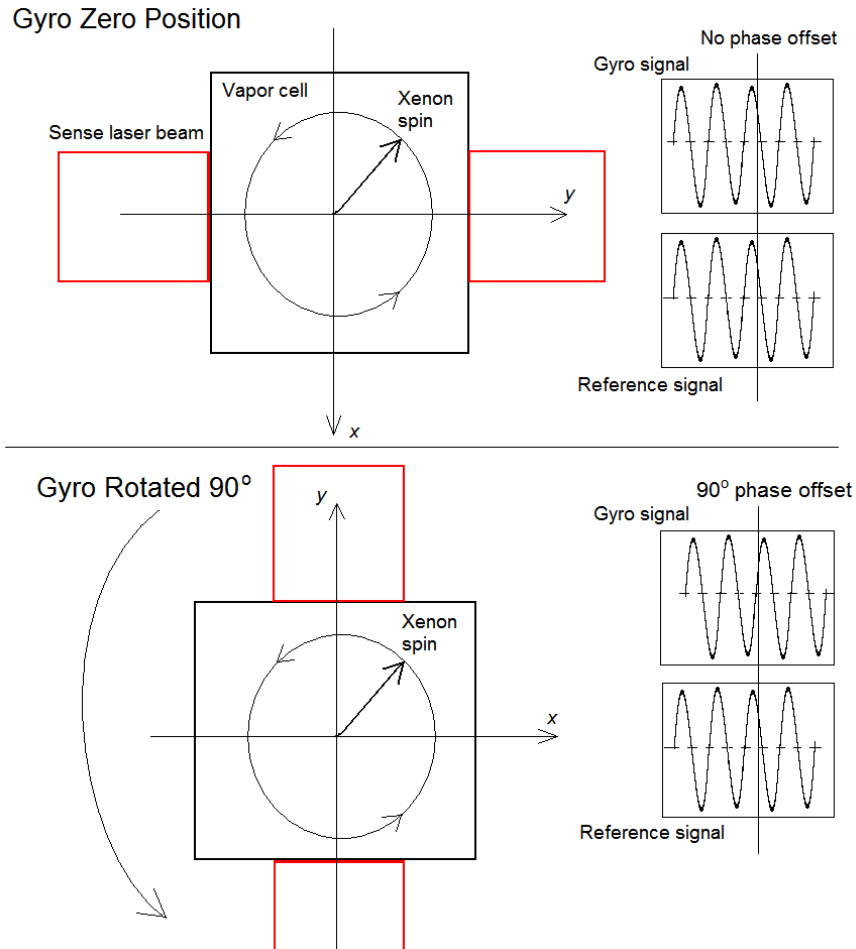 Gyro Zero Position
No phase offset
Gyro signal
Vapor cell
Xenon
spin
Sense laser beam
y
Reference signal
x
Gyro Rotated 90°
90° phase offset
Gyro signal
y
Xenon
spin
x
Reference signal